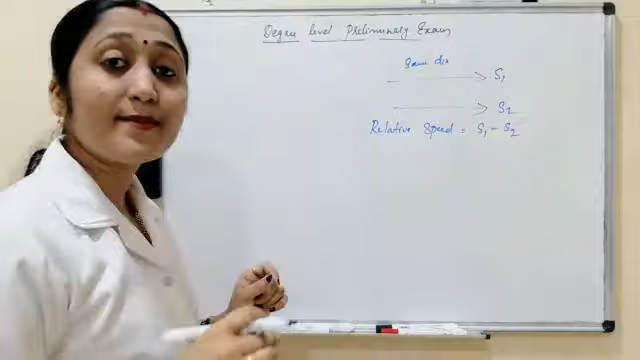 Degree level Preliminary Exam
Same dir
S1
S2
Relative Speed = S1 - S2